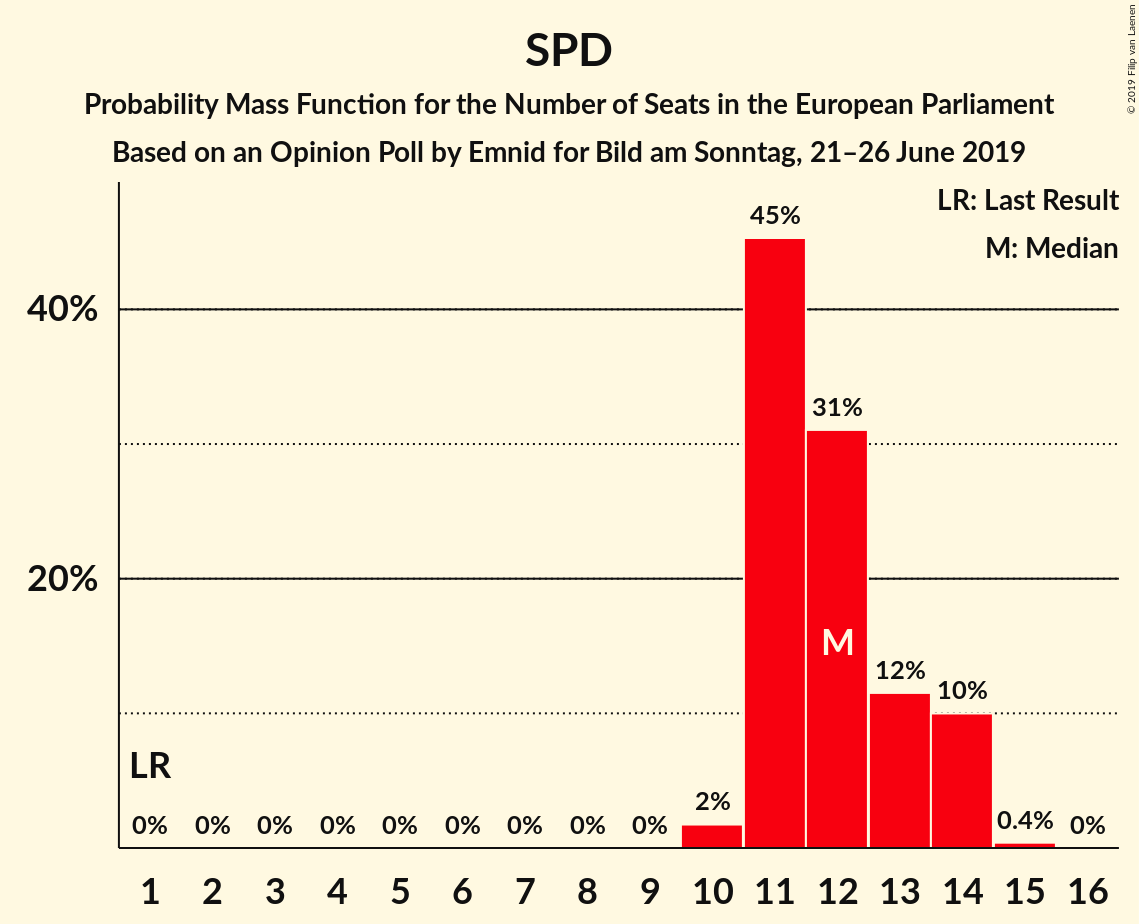 SPD
Probability Mass Function for the Number of Seats in the European Parliament
Based on an Opinion Poll by Emnid for Bild am Sonntag, 21–26 June 2019
© 2019 Filip van Laenen
LR: Last Result
M: Median
45%
40%
31%
20%
M
12%
10%
LR
2%
0% 0% 0% 0% 0% 0% 0% 0% 0% 0.4% 0%
1 2 3 4 5 6 7 8 9 10 11 12 13 14 15 16